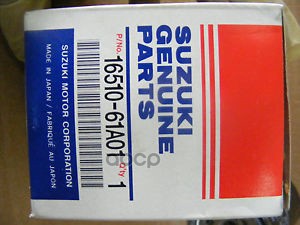 SUZUKI
GENUINE
PARTS
P/No.
16510-61A01
Q'ty
1
SUZUKI MOTOR CORPORATION
MADE IN JAPAN / FABRIQUÉ AU JAPON